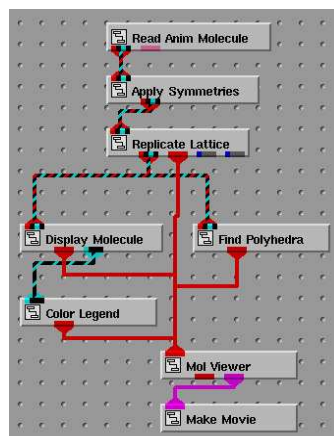 Read Anim Molecule
Apply Symmetries
Replicate Lattice
Display Molecule
Find Polyhedra
Color Legend
Mol Viewer
Make Movie